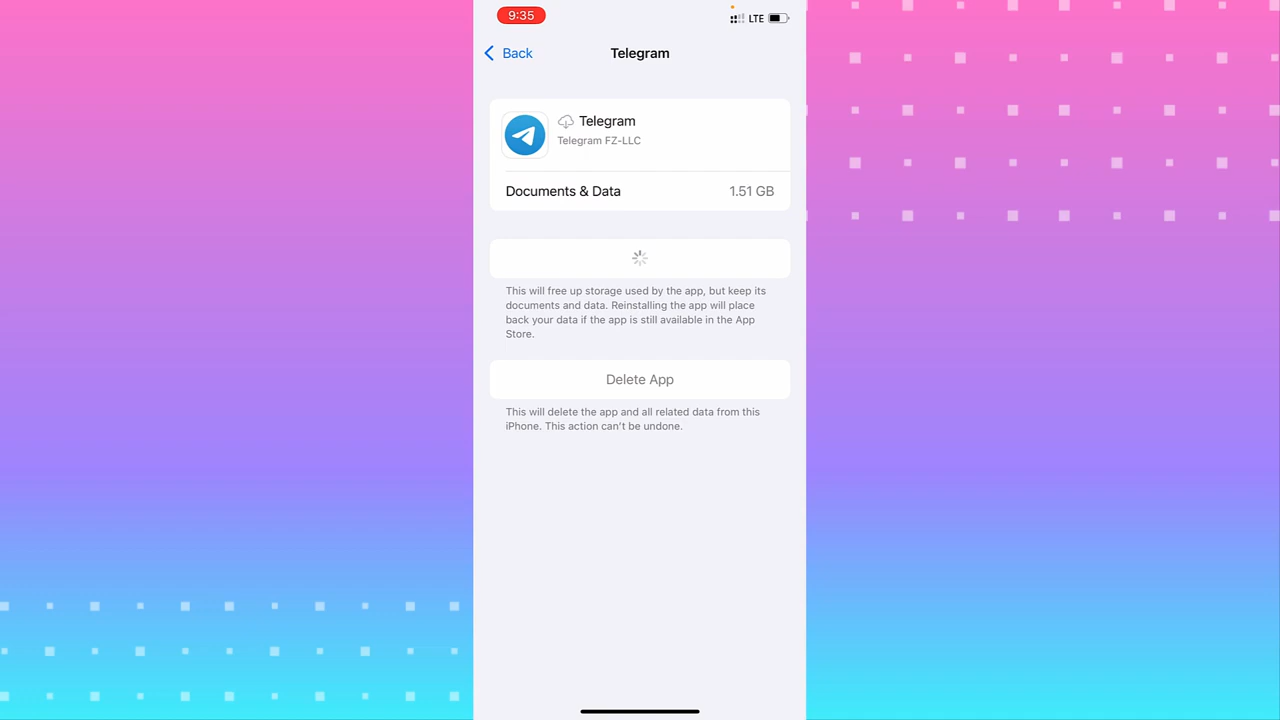 9:35
LTE
Back
Telegram
Telegram
Telegram FZ-LLC
Documents & Data 1.51 GB
This will free up storage used by the app, but keep its
documents and data. Reinstalling the app will place
back your data if the app is still available in the App
Store.
Delete App
This will delete the app and all related data from this
iPhone. This action can't be undone.